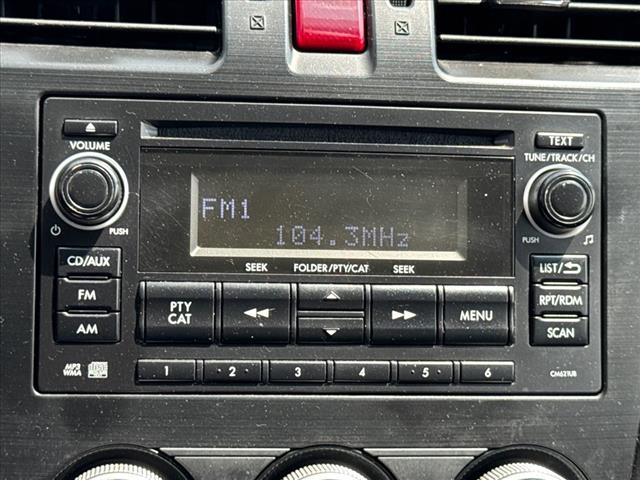 VOLUME
TEXT
TUNE/TRACK/CH
FM1
104.3MHz
PUSH
PUSH
SEEK
FOLDER/PTY/CAT
SEEK
CD/AUX
LIST/
FM
PTY
CAT
MENU
RPT/RDM
AM
SCAN
MP3
WMA
1
2
3
4
5
6
CM621UB